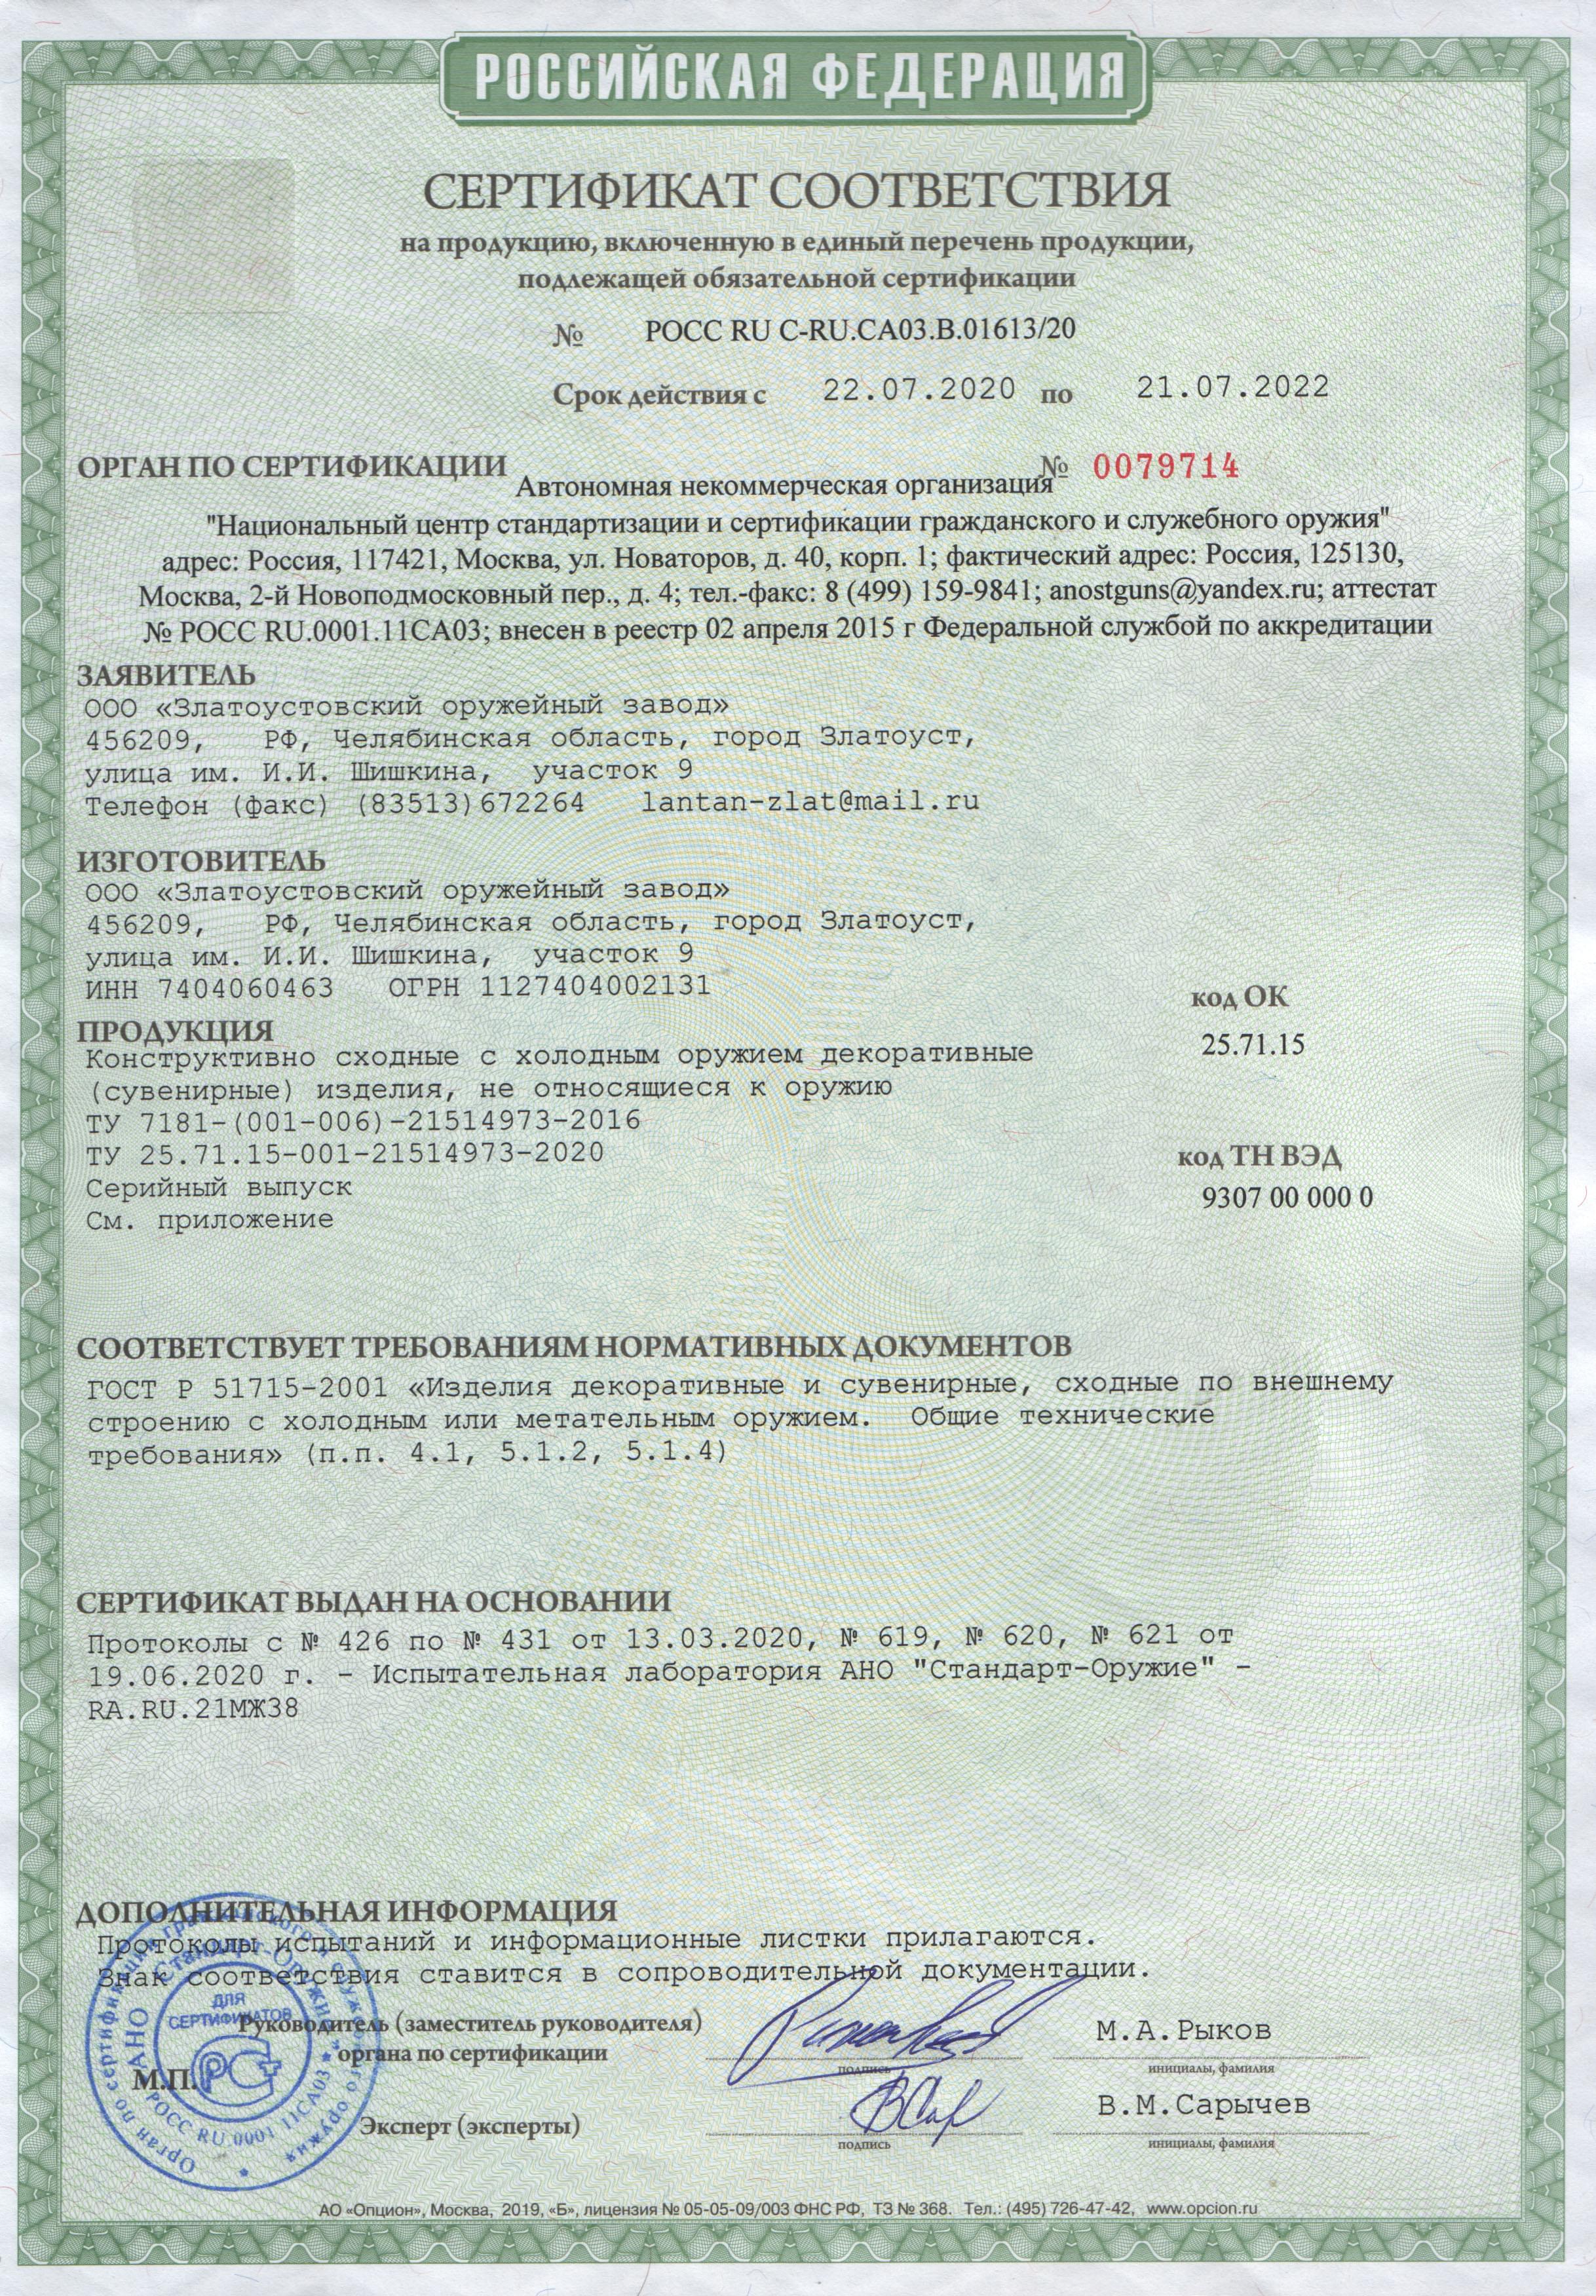 РОССИЙСКАЯ ФЕДЕРАЦИЯ
СЕРТИФИКАТ СООТВЕТСТВИЯ
на продукцию, включенную в единый перечень продукции,
подлежащей обязательной сертификации
№ РОСС RU C-RU.СА03.В.01613/20
Срок действия с 22.07.2020 по 21.07.2022
ОРГАН ПО СЕРТИФИКАЦИИ № 0079714
Автономная некоммерческая организация
"Национальный центр стандартизации и сертификации гражданского и служебного оружия"
адрес: Россия, 117421, Москва, ул. Новаторов, д. 40, корп. 1; фактический адрес: Россия, 125130,
Москва, 2-й Новоподмосковный пер., д. 4; тел.-факс: 8 (499) 159-9841; anostguns@yandex.ru; аттестат
№ РОСС RU.0001.11СА03; внесен в реестр 02 апреля 2015 г Федеральной службой по аккредитации
ЗАЯВИТЕЛЬ
ООО «Златоустовский оружейный завод»
456209, РФ, Челябинская область, город Златоуст,
улица им. И.И. Шишкина, участок 9
Телефон (факс) (83513)672264 lantan-zlat@mail.ru
ИЗГОТОВИТЕЛЬ
ООО «Златоустовский оружейный завод»
456209, РФ, Челябинская область, город Златоуст,
улица им. И.И. Шишкина, участок 9
ИНН 7404060463 ОГРН 1127404002131
код ОК
ПРОДУКЦИЯ
25.71.15
Конструктивно сходные с холодным оружием декоративные
(сувенирные) изделия, не относящиеся к оружию
ТУ 7181-(001-006)-21514973-2016
ТУ 25.71.15-001-21514973-2020
код ТН ВЭД
Серийный выпуск
9307 00 000 0
См. приложение
СООТВЕТСТВУЕТ ТРЕБОВАНИЯМ НОРМАТИВНЫХ ДОКУМЕНТОВ
ГОСТ Р 51715-2001 «Изделия декоративные и сувенирные, сходные по внешнему
строению с холодным или метательным оружием. Общие технические
требования» (п.п. 4.1, 5.1.2, 5.1.4)
СЕРТИФИКАТ ВЫДАН НА ОСНОВАНИИ
Протоколы с № 426 по № 431 от 13.03.2020, № 619, № 620, № 621 от
19.06.2020 г. - Испытательная лаборатория АНО "Стандарт-Оружие" -
RA.RU.21МЖ38
ДОПОЛНИТЕЛЬНАЯ ИНФОРМАЦИЯ
Протоколы испытаний и информационные листки прилагаются.
Знак соответствия ставится в сопроводительной документации.
Руководитель (заместитель руководителя)
органа по сертификации
М.А.Рыков
подпись
инициалы, фамилия
М.П.
Эксперт (эксперты)
В.М.Сарычев
подпись
инициалы, фамилия
ДЛЯ
СЕРТИФИКАТОВ
АНО "Стандарт-Оружие"
РОСС RU.0001.11СА03
Орган по сертификации гражданского и служебного оружия
АО «Опцион», Москва, 2019, «Б», лицензия № 05-05-09/003 ФНС РФ, ТЗ № 368. Тел.: (495) 726-47-42, www.opcion.ru